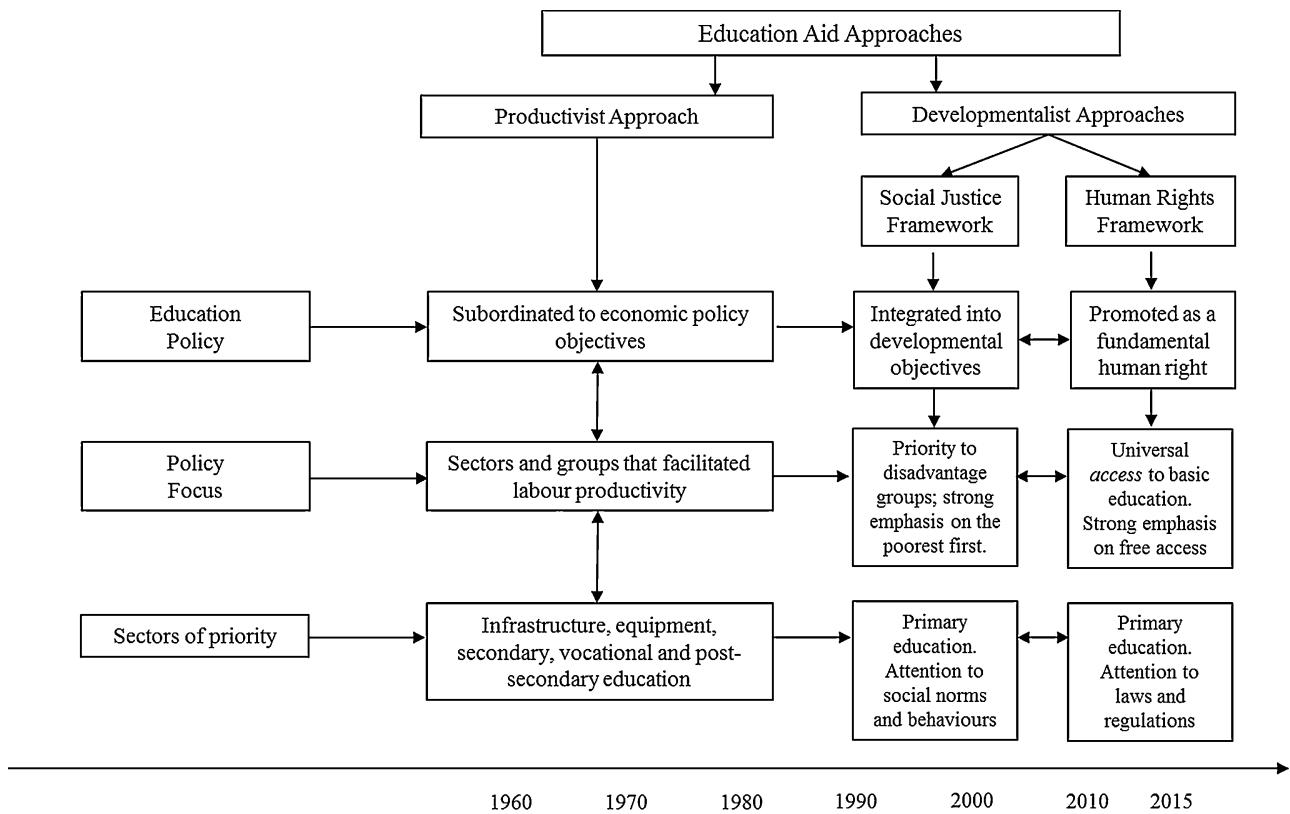 Education Aid Approaches
Productivist Approach
Developmentalist Approaches
Social Justice
Framework
Human Rights
Framework
Education
Policy
Subordinated to economic policy
objectives
Integrated into
developmental
objectives
Promoted as a
fundamental
human right
Policy
Focus
Sectors and groups that facilitated
labour productivity
Priority to
disadvantage
groups; strong
emphasis on the
poorest first.
Universal
access to basic
education.
Strong emphasis
on free access
Sectors of priority
Infrastructure, equipment,
secondary, vocational and post-
secondary education
Primary
education.
Attention to
social norms
and behaviours
Primary
education.
Attention to
laws and
regulations
1960 1970 1980 1990 2000 2010 2015